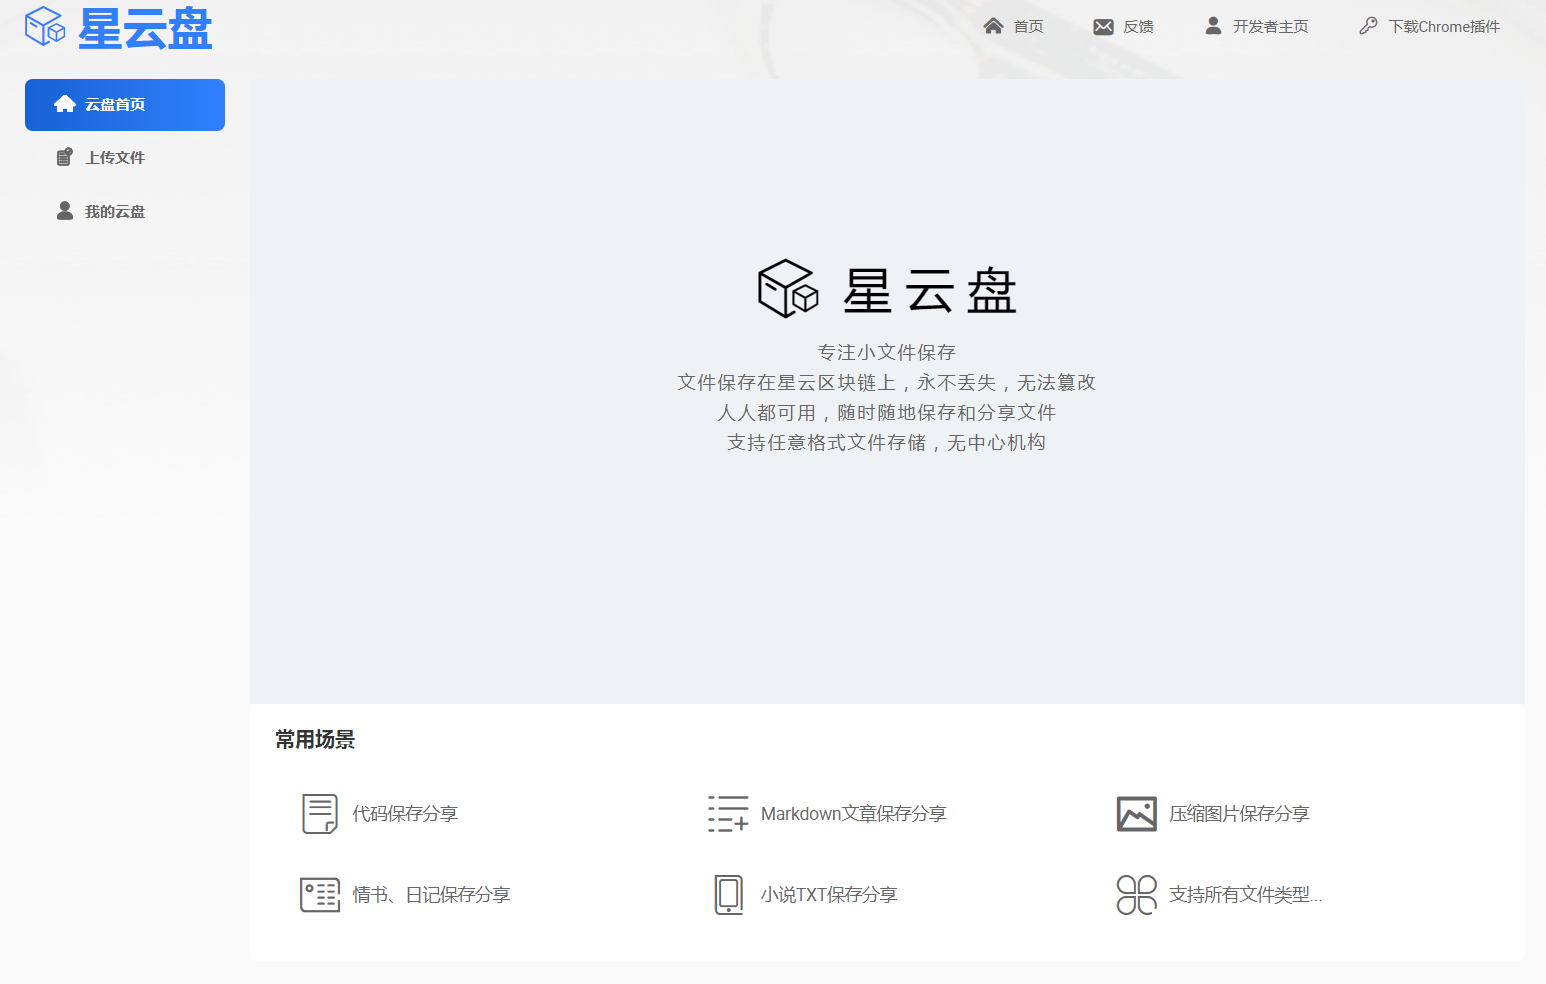 星云盘
首页
反馈
开发者主页
下载Chrome插件
云盘首页
上传文件
我的云盘
星云盘
专注小文件保存
文件保存在星云区块链上，永不丢失，无法篡改
人人都可用，随时随地保存和分享文件
支持任意格式文件存储，无中心机构
常用场景
代码保存分享
Markdown文章保存分享
压缩图片保存分享
情书、日记保存分享
小说TXT保存分享
支持所有文件类型...